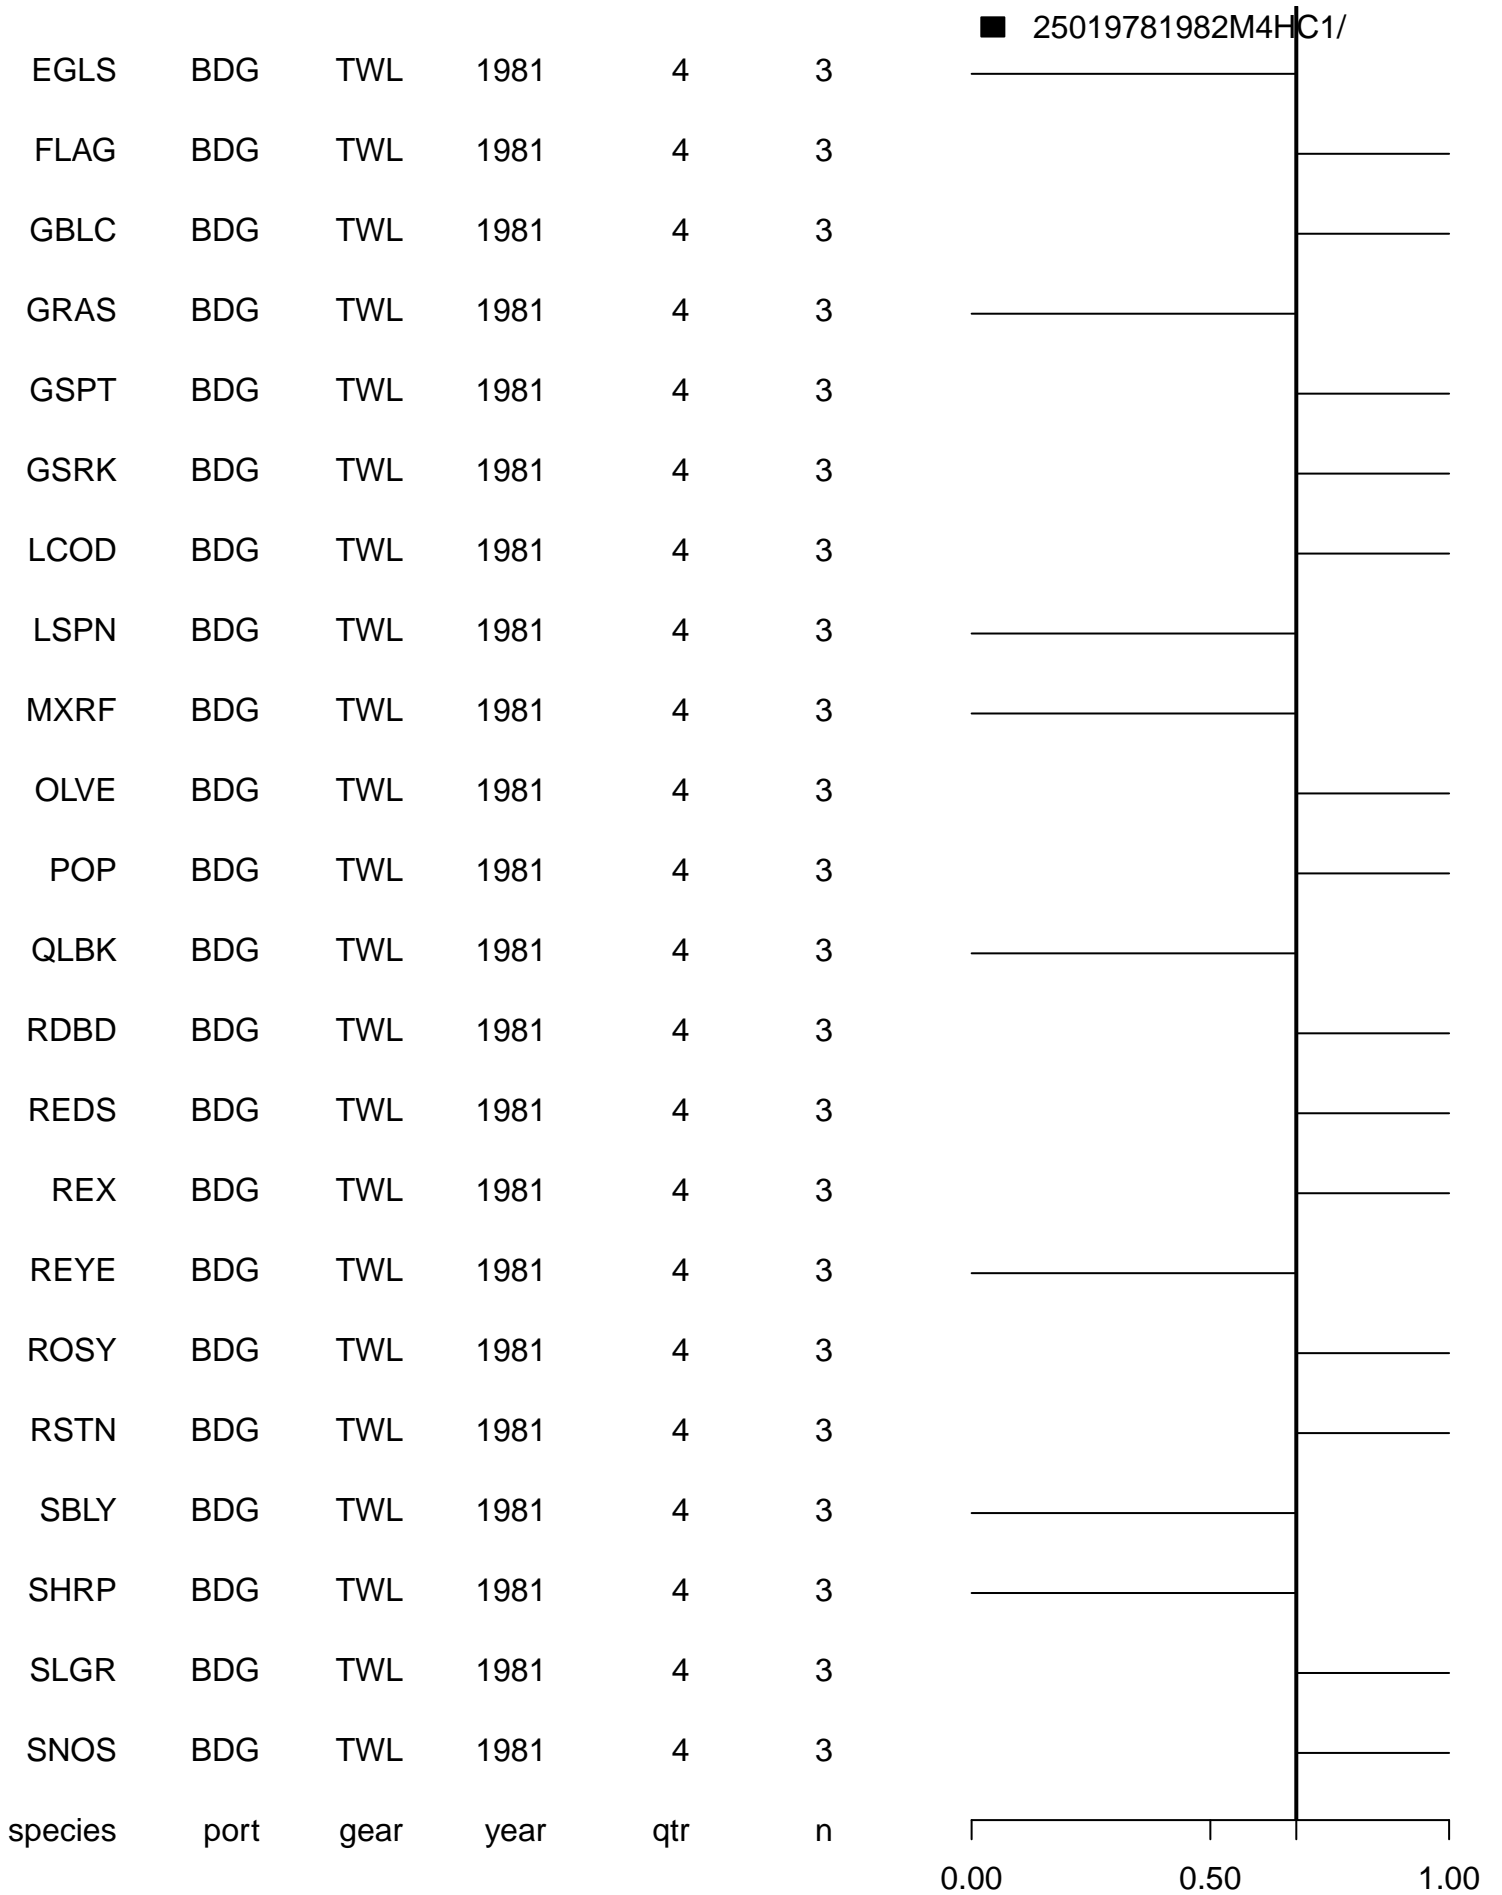 25019781982M4HC1/
EGLS BDG TWL 1981 4 3
FLAG BDG TWL 1981 4 3
GBLC BDG TWL 1981 4 3
GRAS BDG TWL 1981 4 3
GSPT BDG TWL 1981 4 3
GSRK BDG TWL 1981 4 3
LCOD BDG TWL 1981 4 3
LSPN BDG TWL 1981 4 3
MXRF BDG TWL 1981 4 3
OLVE BDG TWL 1981 4 3
POP BDG TWL 1981 4 3
QLBK BDG TWL 1981 4 3
RDBD BDG TWL 1981 4 3
REDS BDG TWL 1981 4 3
REX BDG TWL 1981 4 3
REYE BDG TWL 1981 4 3
ROSY BDG TWL 1981 4 3
RSTN BDG TWL 1981 4 3
SBLY BDG TWL 1981 4 3
SHRP BDG TWL 1981 4 3
SLGR BDG TWL 1981 4 3
SNOS BDG TWL 1981 4 3
species port gear year qtr n
0.00 0.50 1.00